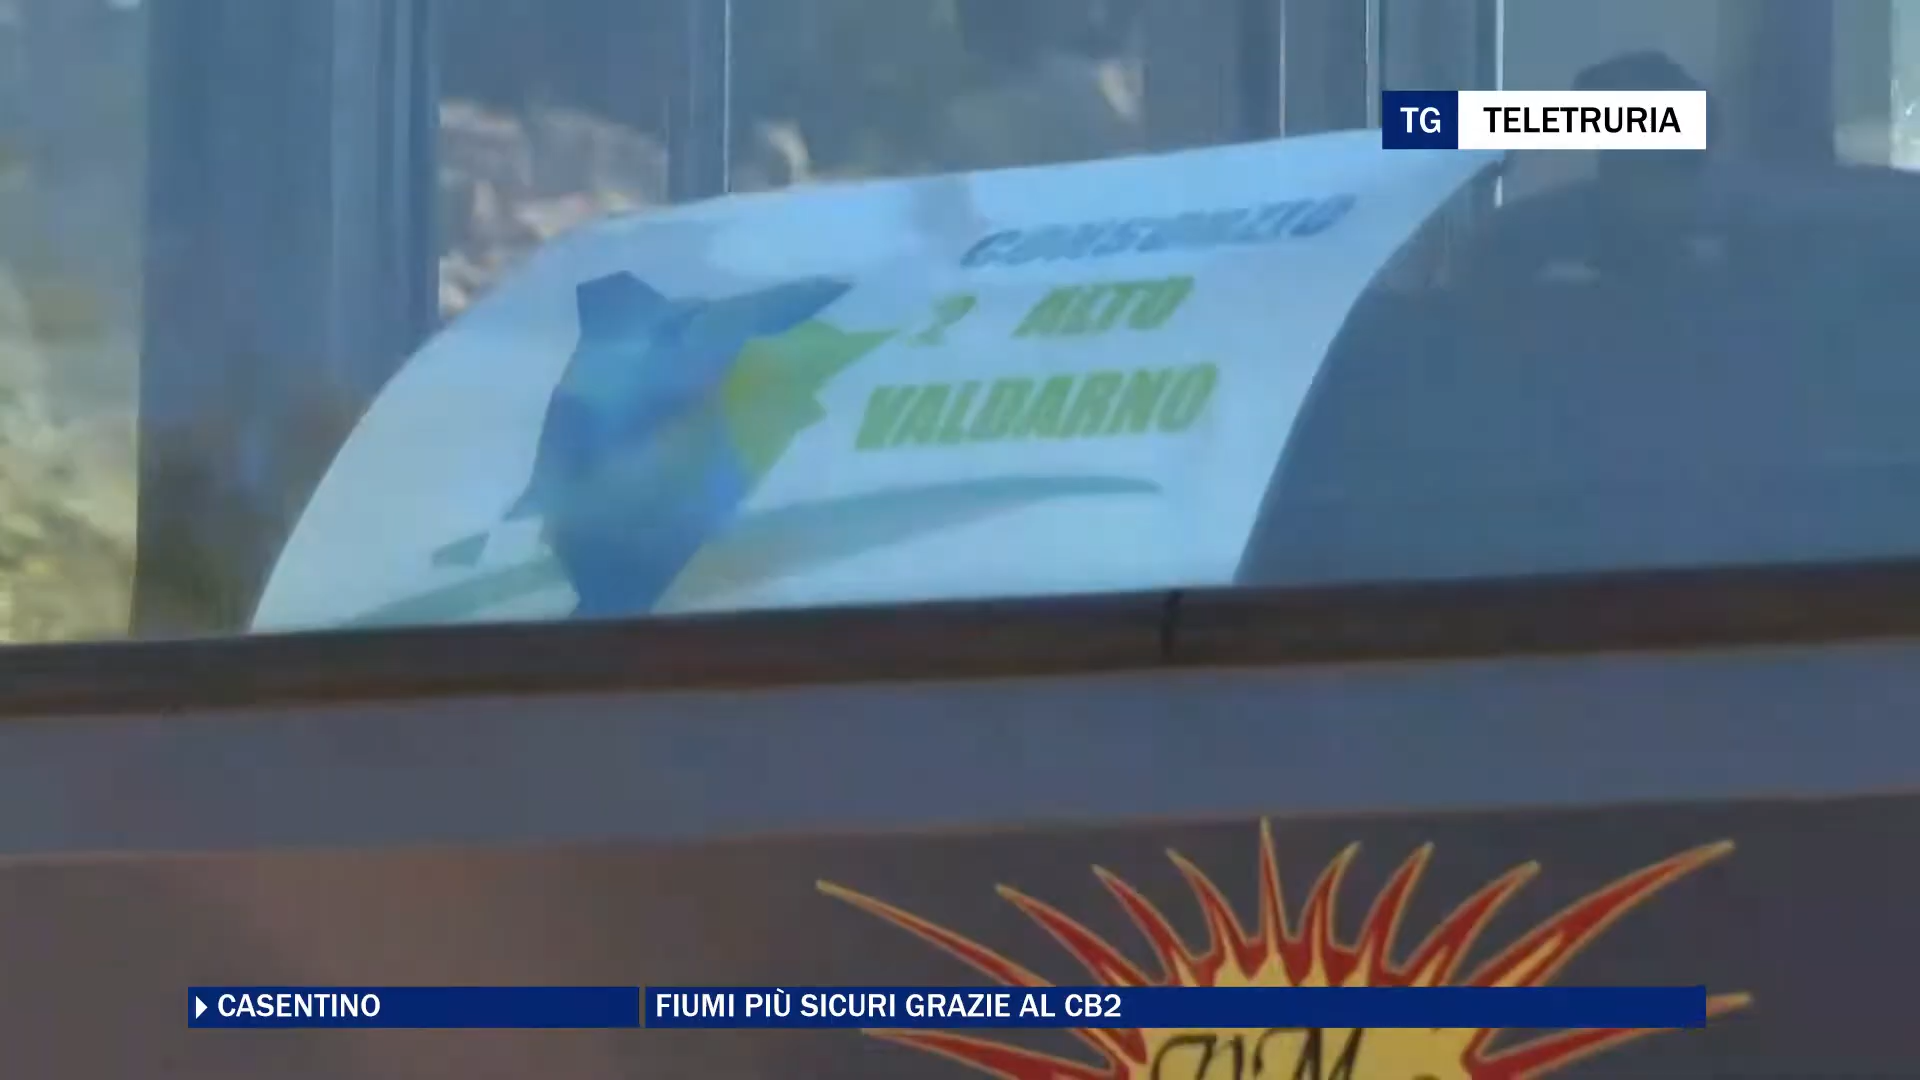 TG TELETRURIA
CONSORZIO
2 ALTO
VALDARNO
CASENTINO
FIUMI PIÙ SICURI GRAZIE AL CB2